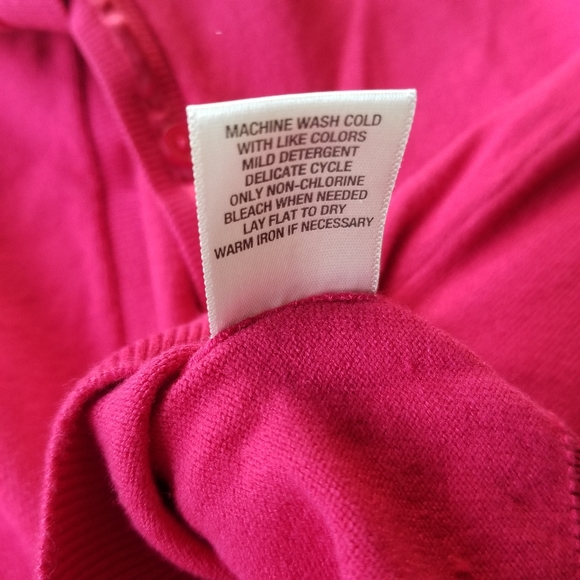 MACHINE WASH COLD
WITH LIKE COLORS
MILD DETERGENT
DELICATE CYCLE
ONLY NON-CHLORINE
BLEACH WHEN NEEDED
LAY FLAT TO DRY
WARM IRON IF NECESSARY